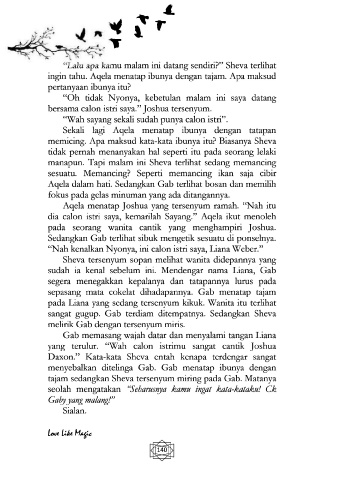 "Lalu apa kamu malam ini datang sendiri?" Sheva terlihat
ingin tahu. Aqela menatap ibunya dengan tajam. Apa maksud
pertanyaan ibunya itu?
"Oh tidak Nyonya, kebetulan malam ini saya datang
bersama calon istri saya." Joshua tersenyum.
"Wah sayang sekali sudah punya calon istri".
Sekali lagi Aqela menatap ibunya dengan tatapan
memicing. Apa maksud kata-kata ibunya itu? Biasanya Sheva
tidak pernah menanyakan hal seperti itu pada seorang lelaki
manapun. Tapi malam ini Sheva terlihat sedang memancing
sesuatu. Memancing? Seperti memancing ikan saja cibir
Aqela dalam hati. Sedangkan Gab terlihat bosan dan memilih
fokus pada gelas minuman yang ada ditangannya.
Aqela menatap Joshua yang tersenyum ramah. "Nah itu
dia calon istri saya, kemarilah Sayang." Aqela ikut menoleh
pada seorang wanita cantik yang menghampiri Joshua.
Sedangkan Gab terlihat sibuk mengetik sesuatu di ponselnya.
"Nah kenalkan Nyonya, ini calon istri saya, Liana Weber."
Sheva tersenyum sopan melihat wanita didepannya yang
sudah ia kenal sebelum ini. Mendengar nama Liana, Gab
segera menegakkan kepalanya dan tatapannya lurus pada
sepasang mata cokelat dihadapannya. Gab menatap tajam
pada Liana yang sedang tersenyum kikuk. Wanita itu terlihat
sangat gugup. Gab terdiam ditempatnya. Sedangkan Sheva
melirik Gab dengan tersenyum miris.
Gab memasang wajah datar dan menyalami tangan Liana
yang terulur. "Wah calon istrimu sangat cantik Joshua
Daxon." Kata-kata Sheva entah kenapa terdengar sangat
menyebalkan ditelinga Gab. Gab menatap ibunya dengan
tajam sedangkan Sheva tersenyum miring pada Gab. Matanya
seolah mengatakan "Seharusnya kamu ingat kata-kataku! Ck
Gaby yang malang!"
Sialan.
Love Like Magic
140